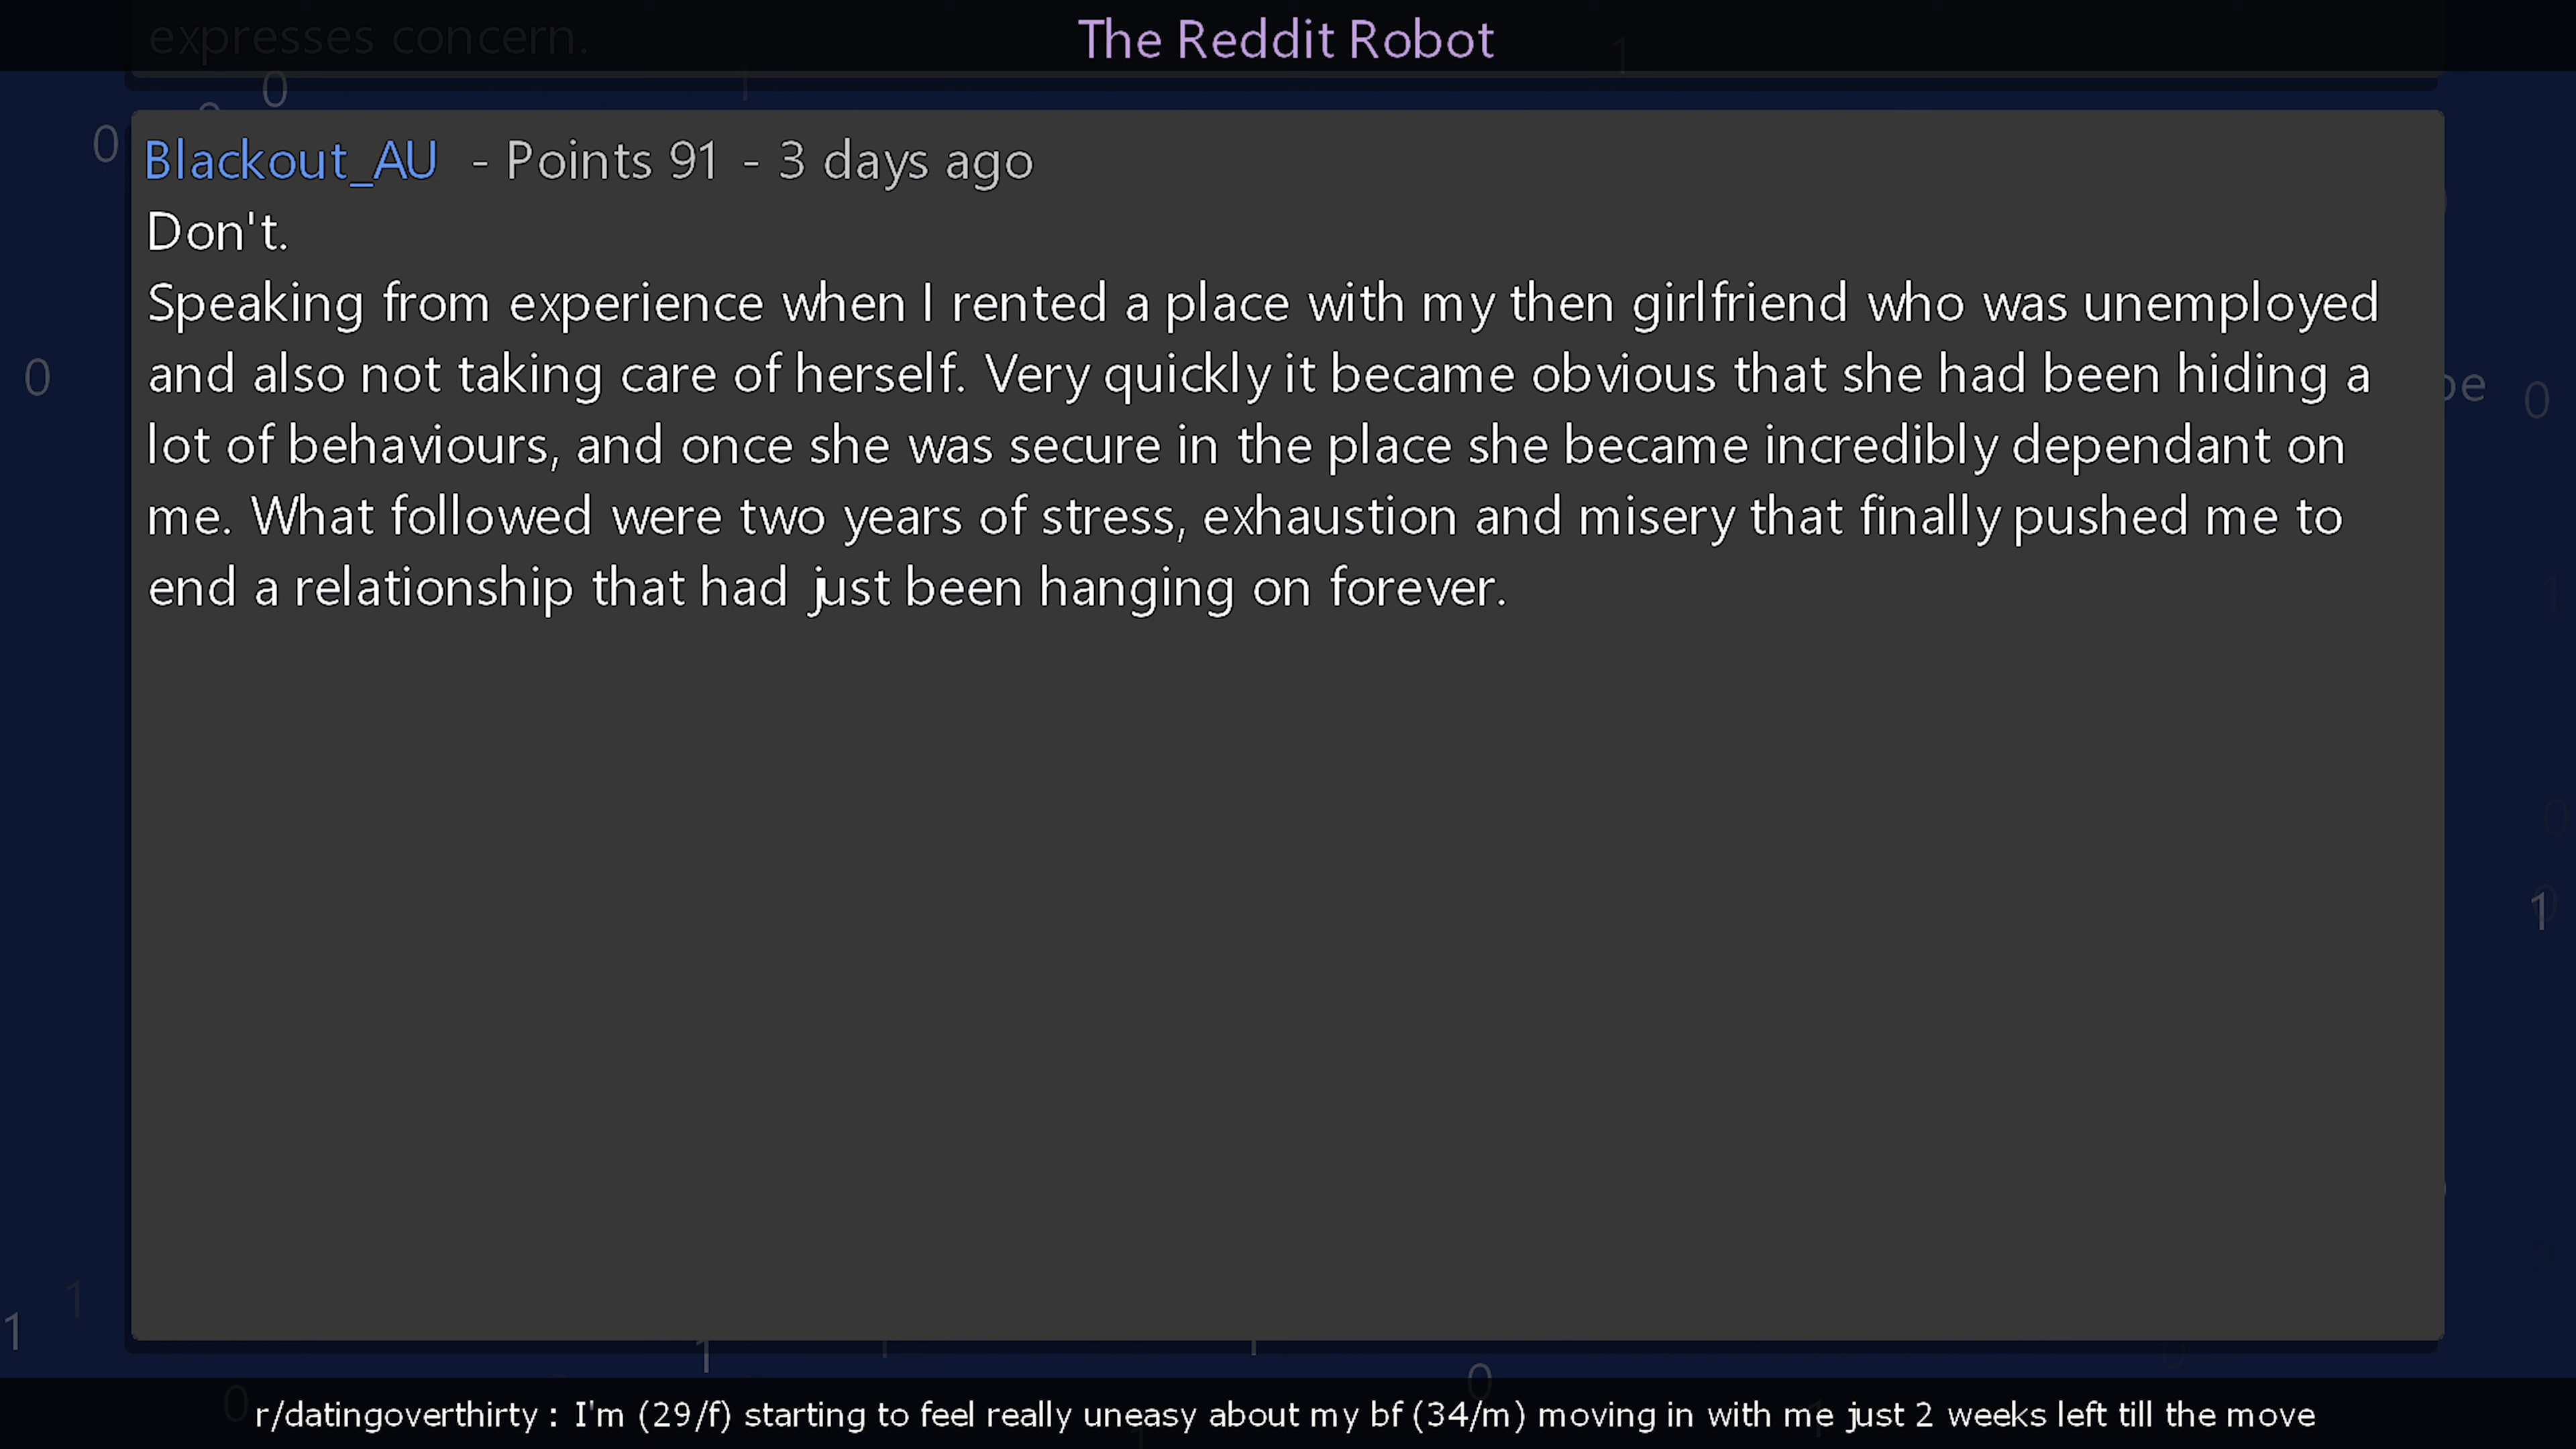 expresses concern.
The Reddit Robot
Blackout_AU - Points 91 - 3 days ago
Don't.
Speaking from experience when I rented a place with my then girlfriend who was unemployed
and also not taking care of herself. Very quickly it became obvious that she had been hiding a
lot of behaviours, and once she was secure in the place she became incredibly dependant on
me. What followed were two years of stress, exhaustion and misery that finally pushed me to
end a relationship that had just been hanging on forever.
r/datingoverthirty : I'm (29/f) starting to feel really uneasy about my bf (34/m) moving in with me just 2 weeks left till the move